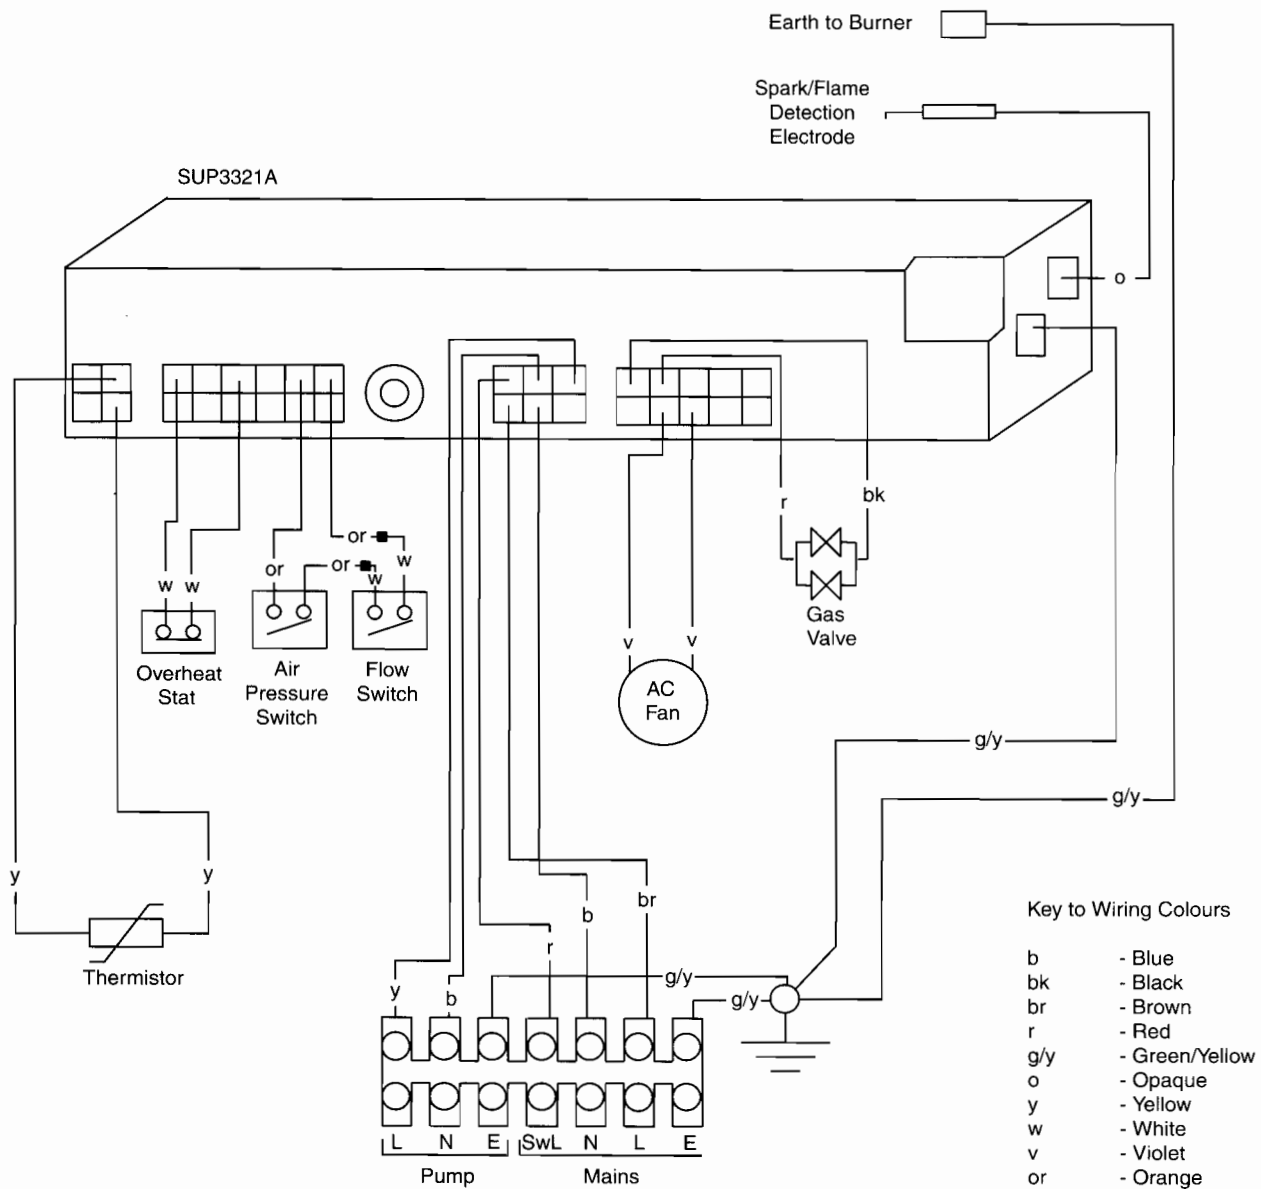 Earth to Burner
Spark/Flame
Detection
Electrode
SUP3321A
o
r
bk
or
or
w
or
w
w
w
Overheat
Stat
Air
Pressure
Switch
Flow
Switch
Gas
Valve
v
v
AC
Fan
g/y
g/y
y
y
Thermistor
br
b
r
g/y
g/y
y
b
L
N
E
SwL
N
L
E
Pump
Mains
Key to Wiring Colours
b - Blue
bk - Black
br - Brown
r - Red
g/y - Green/Yellow
o - Opaque
y - Yellow
w - White
v - Violet
or - Orange